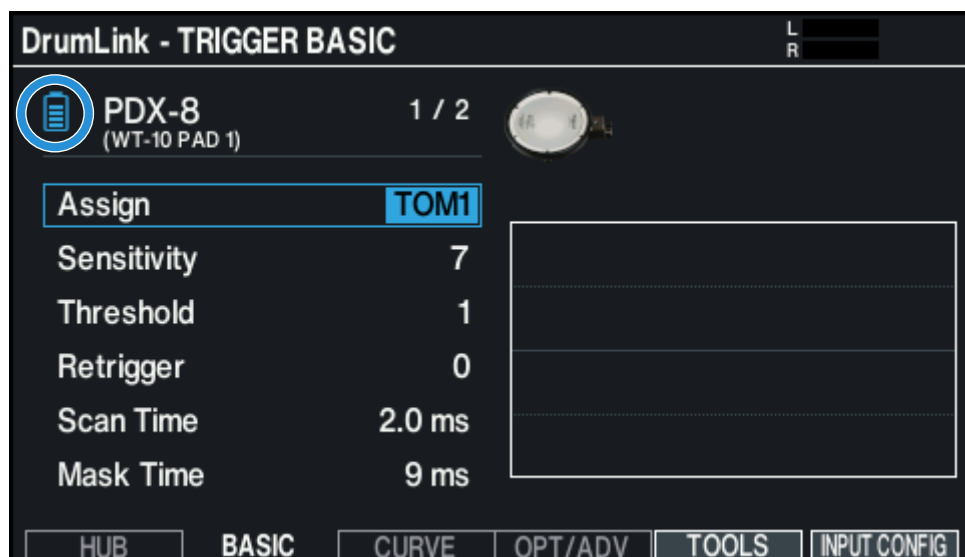 DrumLink - TRIGGER BASIC
L
R
PDX-8
1 / 2
(WT-10 PAD 1)
Assign TOM1
Sensitivity 7
Threshold 1
Retrigger 0
Scan Time 2.0 ms
Mask Time 9 ms
HUB BASIC CURVE OPT/ADV TOOLS INPUT CONFIG